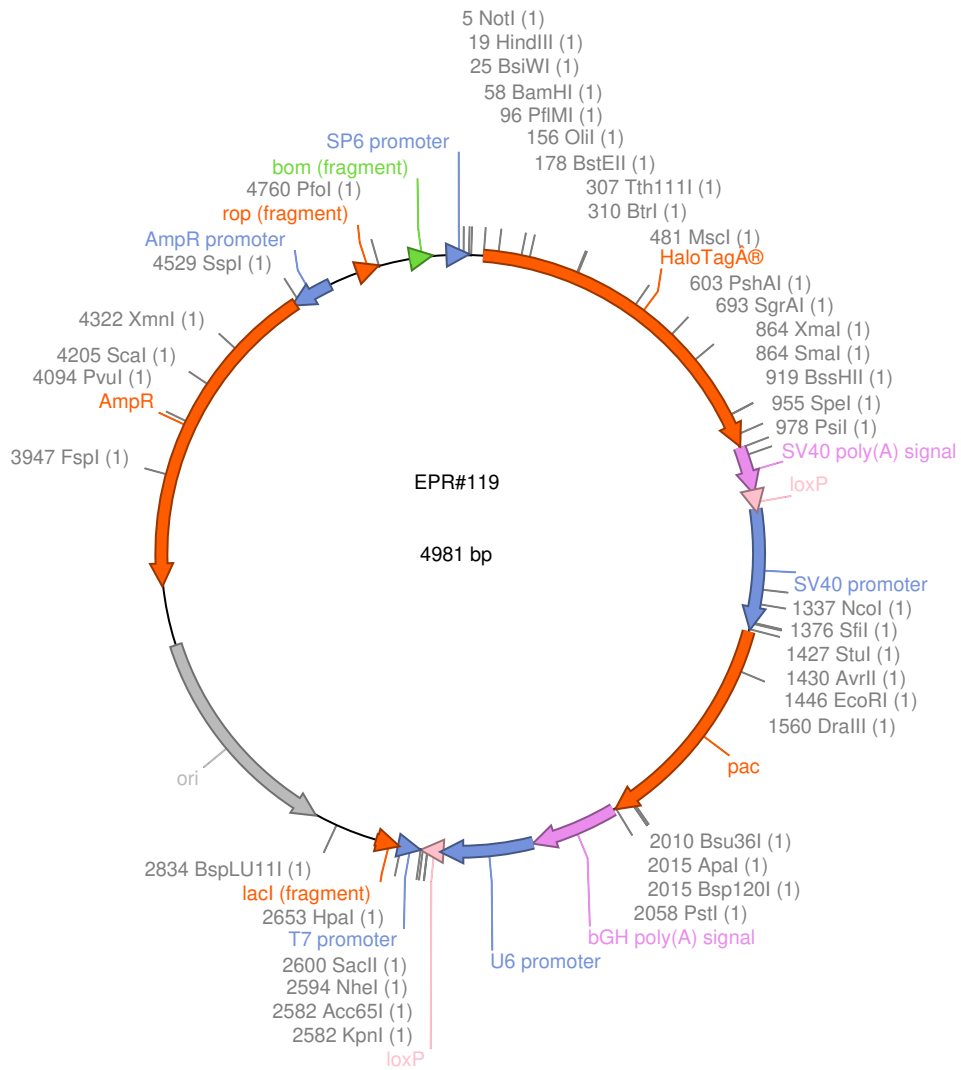 5 NotI (1)
19 HindIII (1)
25 BsiWI (1)
58 BamHI (1)
96 PflMI (1)
156 OliI (1)
178 BstEII (1)
307 Tth111I (1)
310 BtrI (1)
481 MscI (1)
HaloTagÂ®
603 PshAI (1)
693 SgrAI (1)
864 XmaI (1)
864 SmaI (1)
919 BssHII (1)
955 SpeI (1)
978 PsiI (1)
SV40 poly(A) signal
loxP
SV40 promoter
1337 NcoI (1)
1376 SfiI (1)
1427 StuI (1)
1430 AvrII (1)
1446 EcoRI (1)
1560 DraIII (1)
pac
2010 Bsu36I (1)
2015 ApaI (1)
2015 Bsp120I (1)
2058 PstI (1)
bGH poly(A) signal
U6 promoter
loxP
2582 KpnI (1)
2582 Acc65I (1)
2594 NheI (1)
2600 SacII (1)
T7 promoter
2653 HpaI (1)
lacI (fragment)
2834 BspLU11I (1)
ori
3947 FspI (1)
AmpR
4094 PvuI (1)
4205 ScaI (1)
4322 XmnI (1)
4529 SspI (1)
AmpR promoter
rop (fragment)
4760 PfoI (1)
bom (fragment)
SP6 promoter
EPR#119
4981 bp